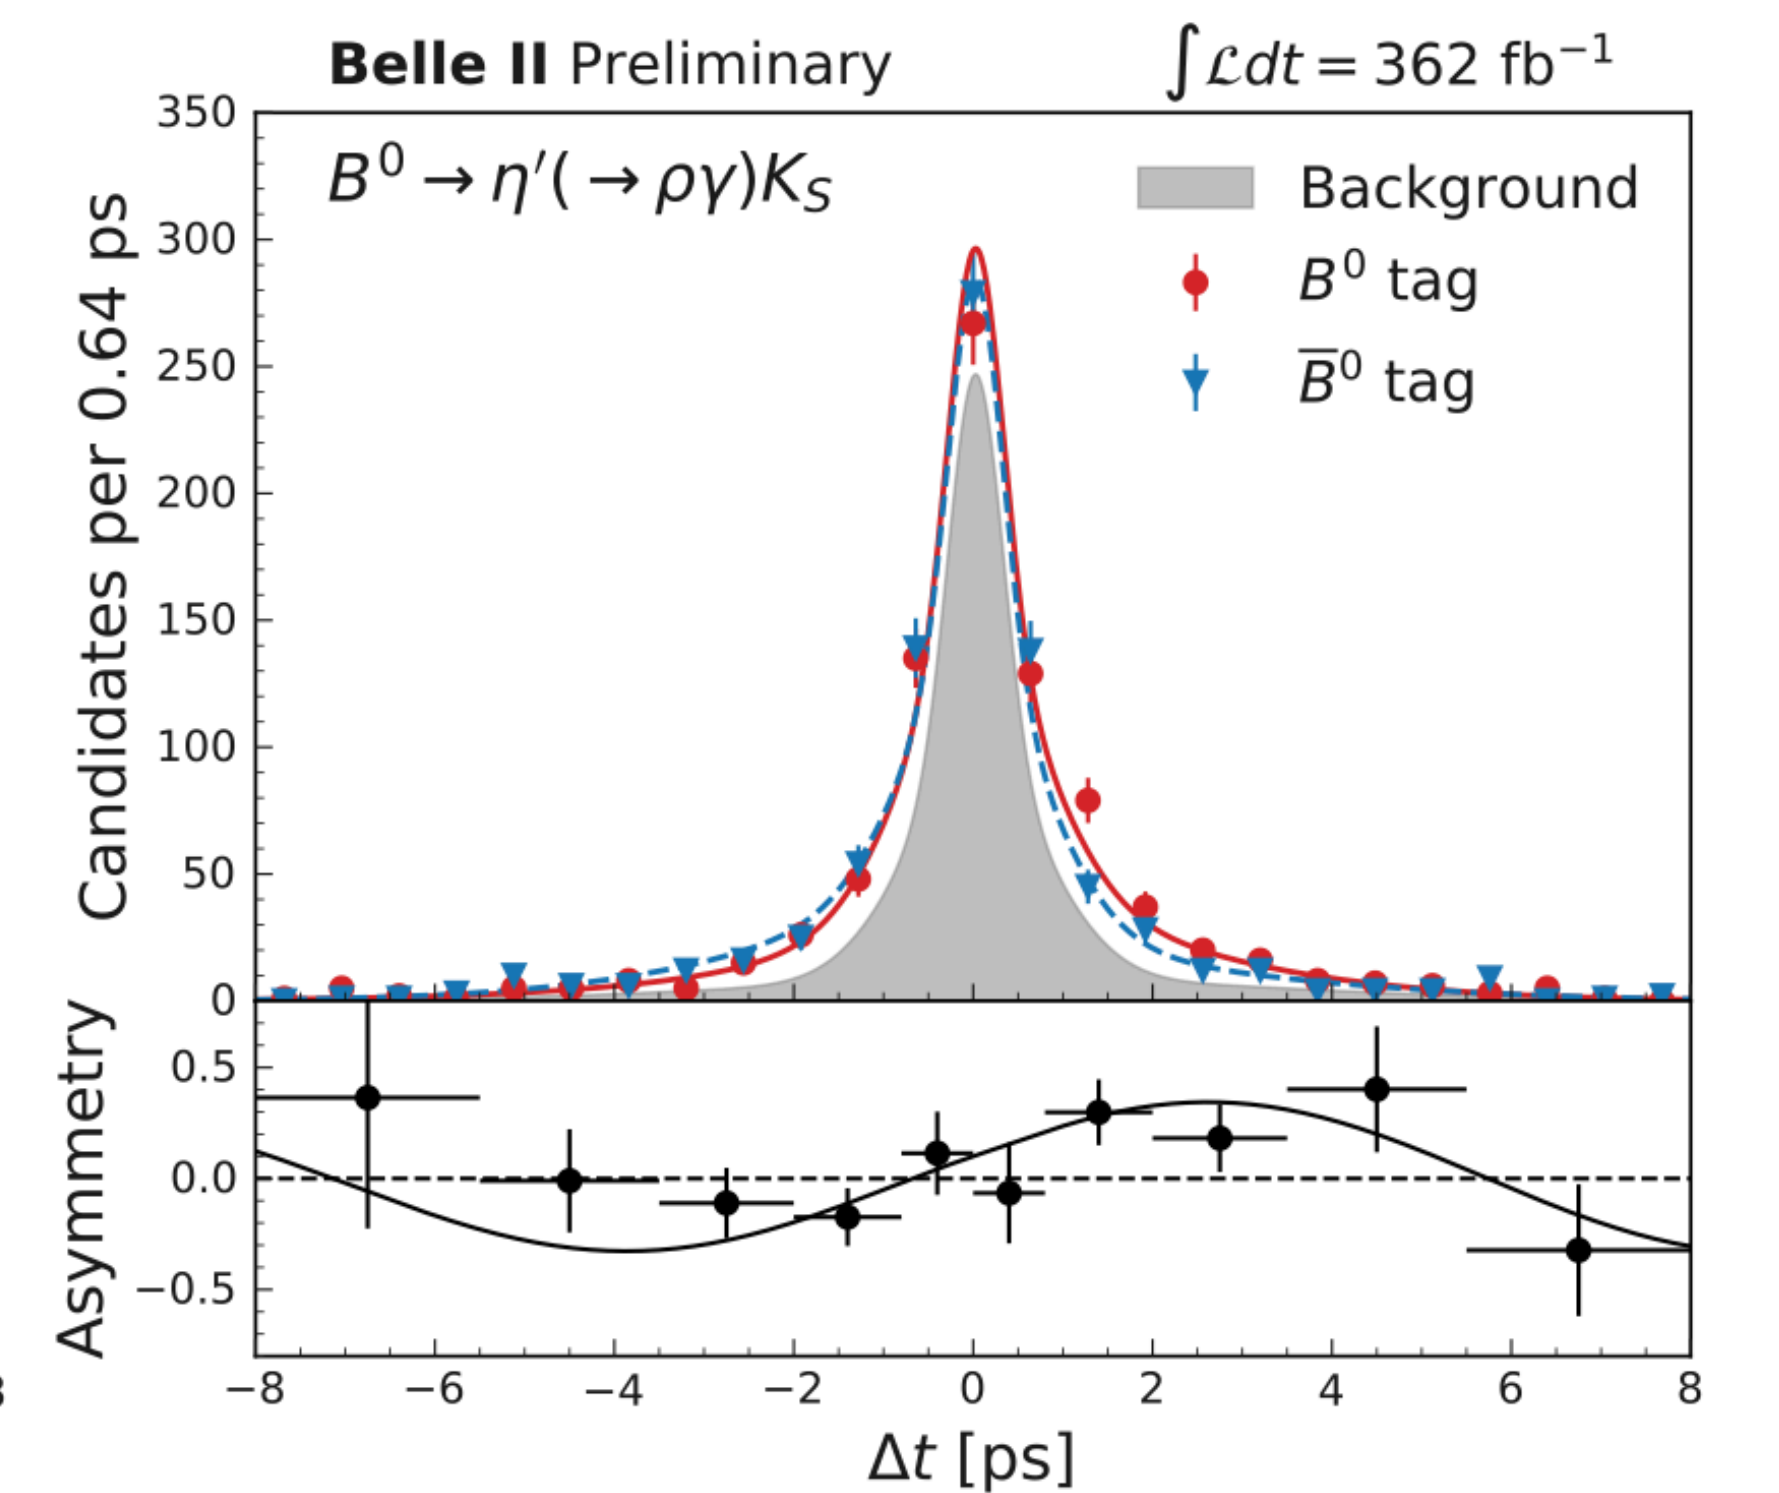 Belle II Preliminary
∫ℒdt = 362 fb⁻¹
B⁰ → η′( → ργ)K_S
Background
B⁰ tag
B̅⁰ tag
Candidates per 0.64 ps
350
300
250
200
150
100
50
0
Asymmetry
0.5
0.0
−0.5
−8 −6 −4 −2 0 2 4 6 8
Δt [ps]